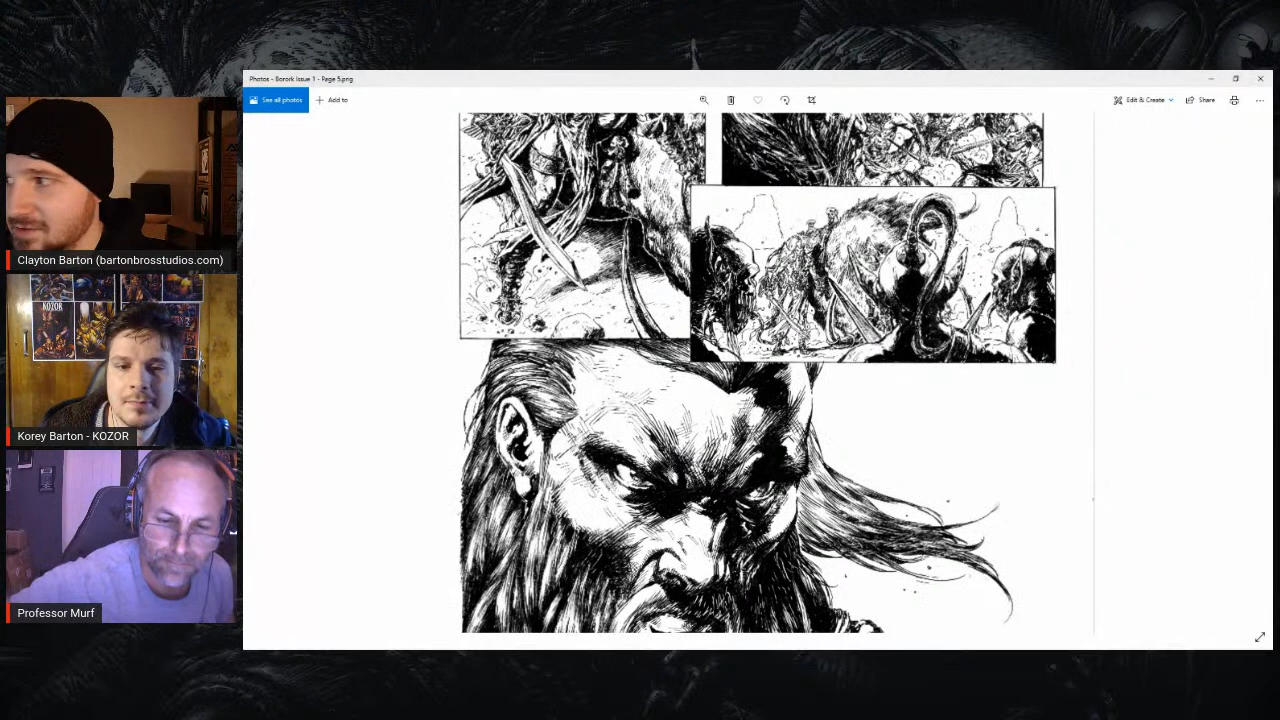 Photos - Borork Issue 1 - Page 5.png
See all photos
Add to
Edit & Create
Share
Clayton Barton (bartonbrosstudios.com)
KOZOR
Korey Barton - KOZOR
Professor Murf